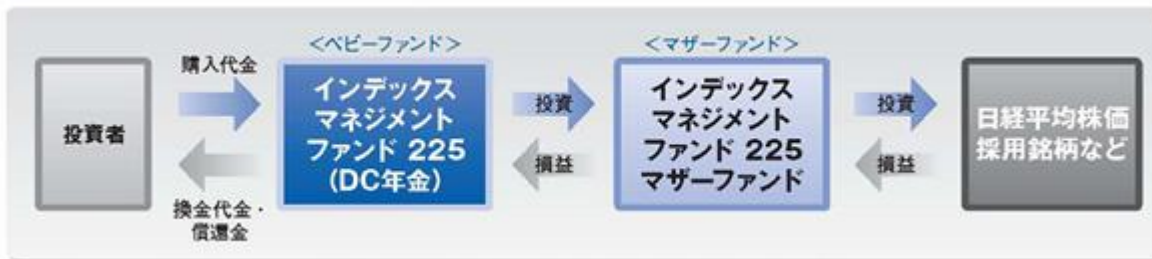 <ベビーファンド>
<マザーファンド>
投資者
購入代金
換金代金・
償還金
インデックス
マネジメント
ファンド 225
(DC年金)
投資
損益
インデックス
マネジメント
ファンド 225
マザーファンド
投資
損益
日経平均株価
採用銘柄など